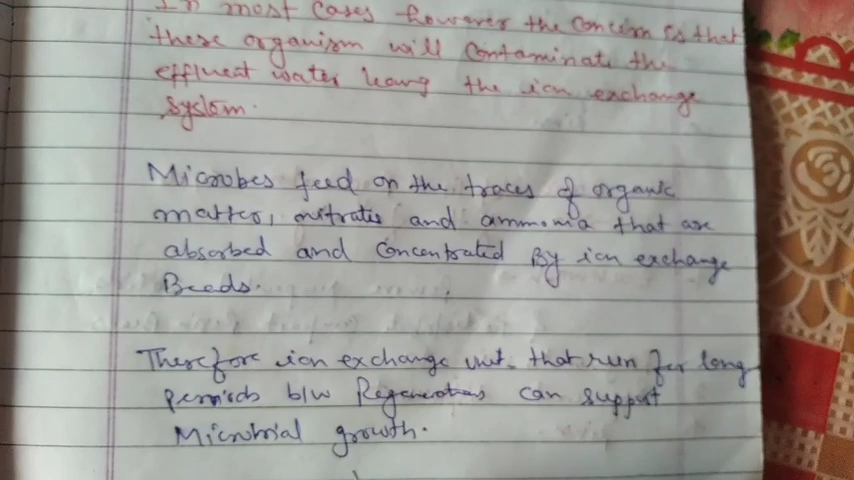 In most cases however the concern is that
these organism will contaminate the
effluent water leang the ion exchange
system.
Microbes feed on the traces of organic
matter, nitrates and ammonia that are
absorbed and concentrated By ion exchange
Beads.
Therefore ion exchange unit. that run for long
periods b/w Regenerations can support
Microbial growth.